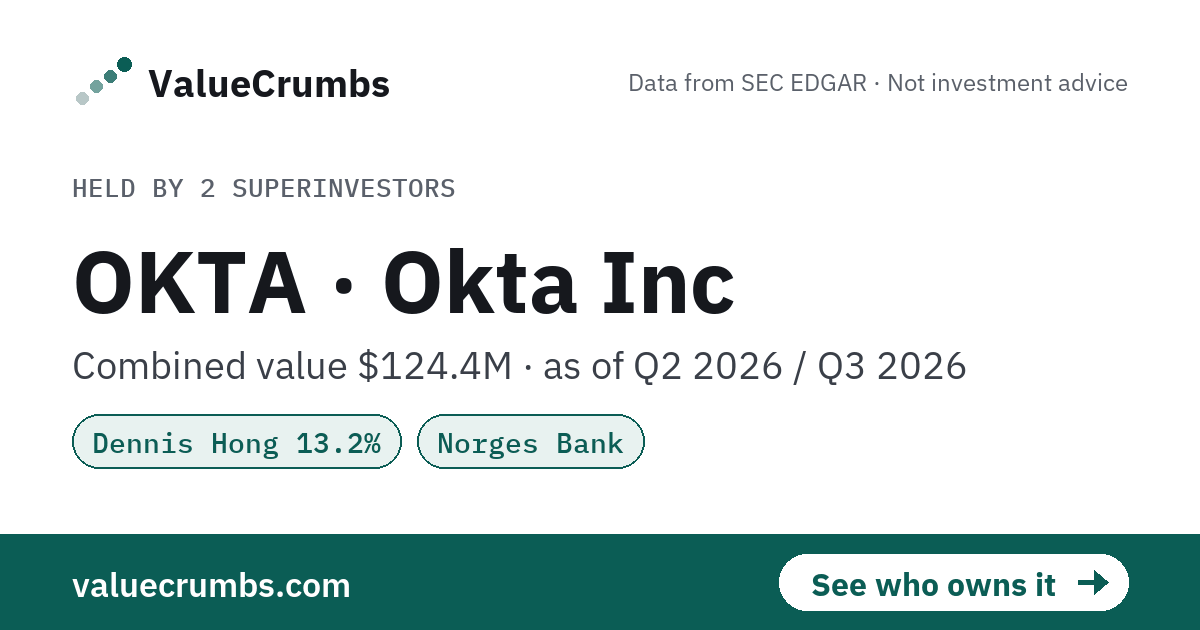 ValueCrumbs
Data from SEC EDGAR · Not investment advice
HELD BY 2 SUPERINVESTORS
OKTA · Okta Inc
Combined value $124.4M · as of Q2 2026 / Q3 2026
Dennis Hong 13.2%
Norges Bank
valuecrumbs.com
See who owns it →